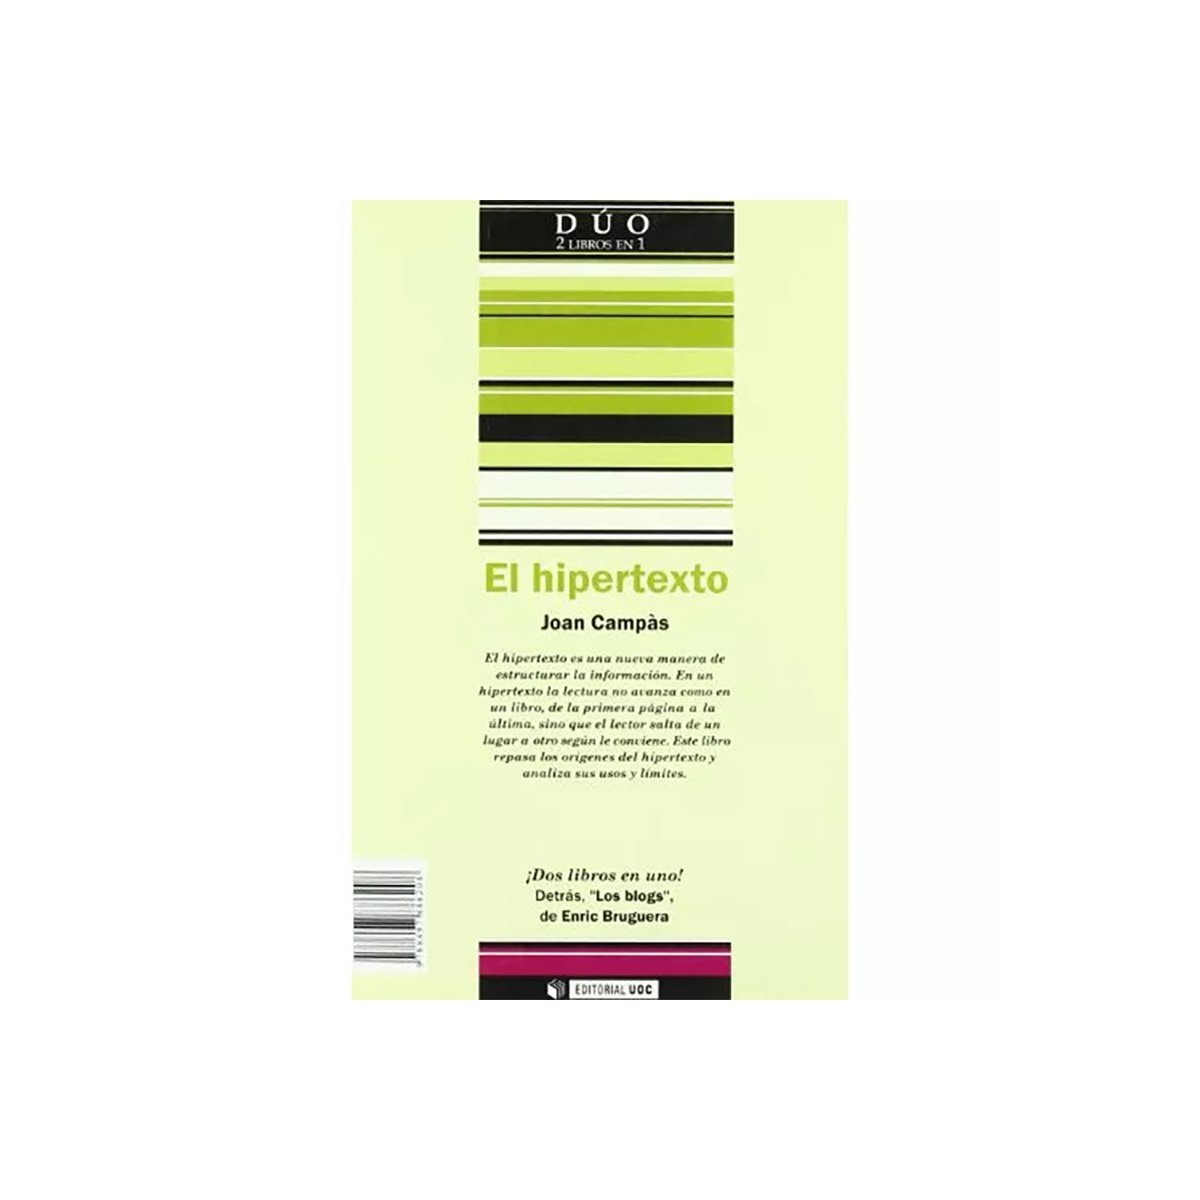 DÚO
2 LIBROS EN 1
El hipertexto
Joan Campàs
El hipertexto es una nueva manera de
estructurar la información. En un
hipertexto la lectura no avanza como en
un libro, de la primera página a la
última, sino que el lector salta de un
lugar a otro según le conviene. Este libro
repasa los orígenes del hipertexto y
analiza sus usos y límites.
¡Dos libros en uno!
Detrás, "Los blogs",
de Enric Bruguera
EDITORIAL UOC